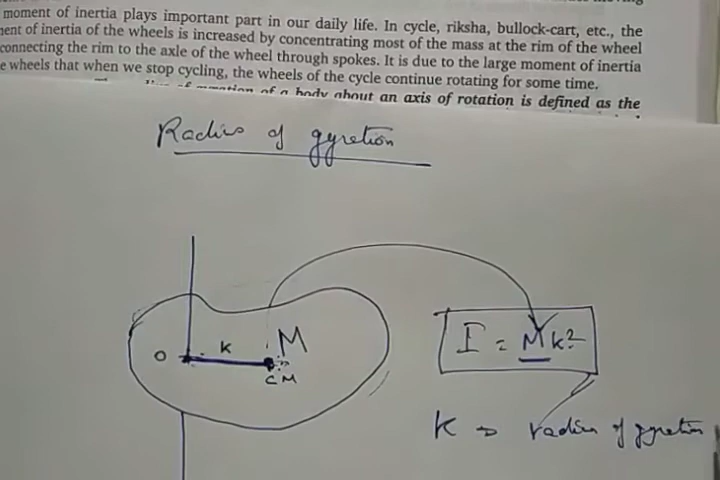 moment of inertia plays important part in our daily life. In cycle, riksha, bullock-cart, etc., the
ent of inertia of the wheels is increased by concentrating most of the mass at the rim of the wheel
connecting the rim to the axle of the wheel through spokes. It is due to the large moment of inertia
e wheels that when we stop cycling, the wheels of the cycle continue rotating for some time.
of a body about an axis of rotation is defined as the
Radius of gyretion
O K M
CM
I = Mk²
K → radius of gyretion